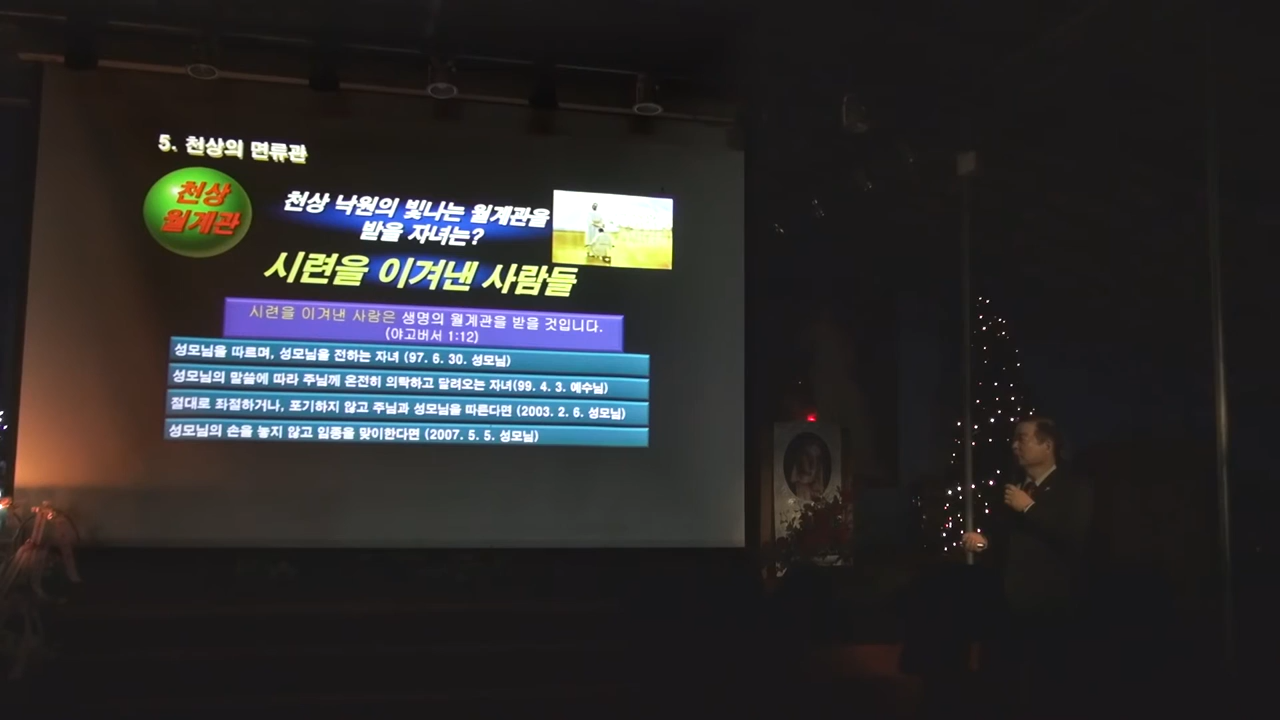 5. 천상의 면류관
천상
월계관
천상 낙원의 빛나는 월계관을
받을 자녀는?
시련을 이겨낸 사람들
시련을 이겨낸 사람은 생명의 월계관을 받을 것입니다.
(야고버서 1:12)
성모님을 따르며, 성모님을 전하는 자녀 (97. 6. 30. 성모님)
성모님의 말씀에 따라 주님께 온전히 의탁하고 달려오는 자녀(99. 4. 3. 예수님)
절대로 좌절하거나, 포기하지 않고 주님과 성모님을 따른다면 (2003. 2. 6. 성모님)
성모님의 손을 놓지 않고 임종을 맞이한다면 (2007. 5. 5. 성모님)